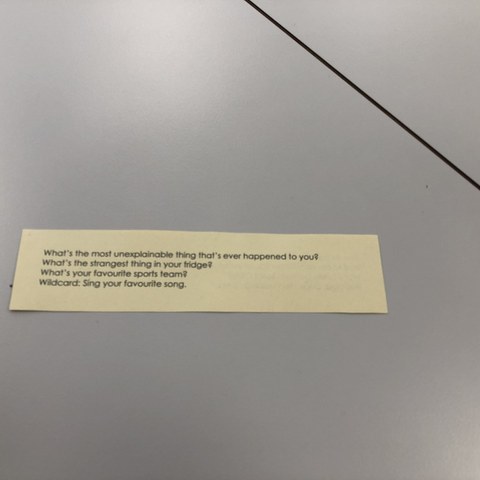 What's the most unexplainable thing that's ever happened to you?
What's the strangest thing in your fridge?
What's your favourite sports team?
Wildcard: Sing your favourite song.